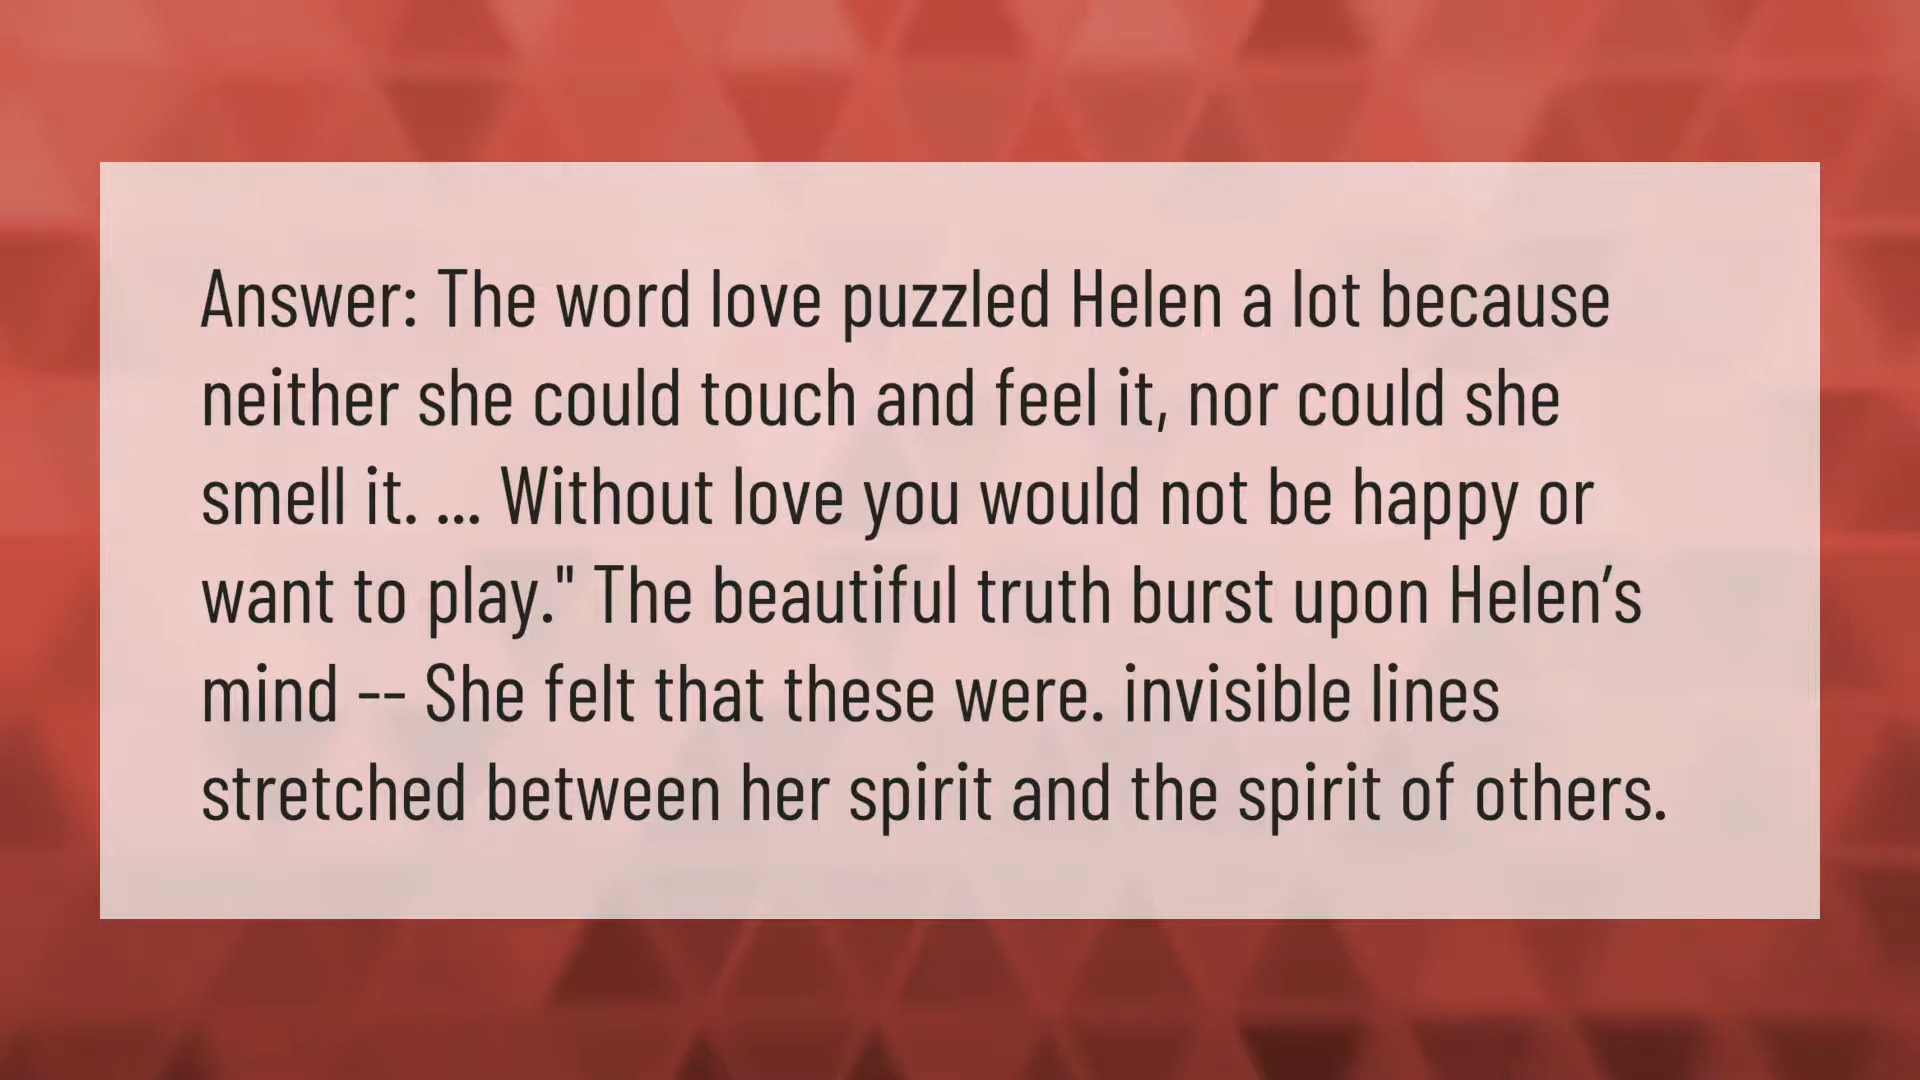 Answer: The word love puzzled Helen a lot because
neither she could touch and feel it, nor could she
smell it. ... Without love you would not be happy or
want to play." The beautiful truth burst upon Helen’s
mind -- She felt that these were. invisible lines
stretched between her spirit and the spirit of others.